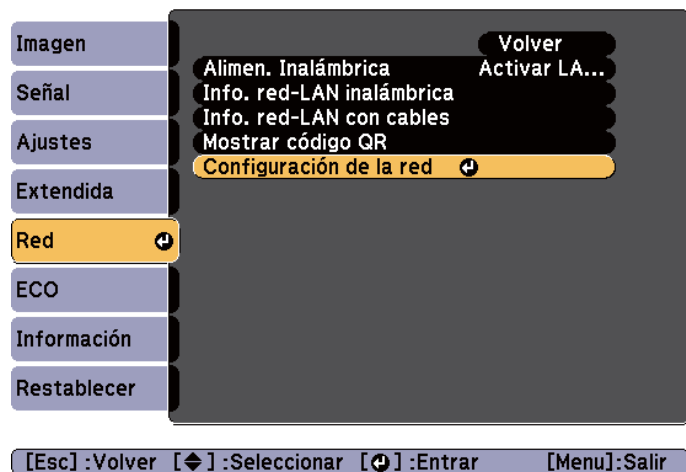 Imagen
Señal
Ajustes
Extendida
Red
ECO
Información
Restablecer
Volver
Alimen. Inalámbrica Activar LA...
Info. red-LAN inalámbrica
Info. red-LAN con cables
Mostrar código QR
Configuración de la red
[Esc] :Volver [◆] :Seleccionar [↵] :Entrar [Menu]:Salir